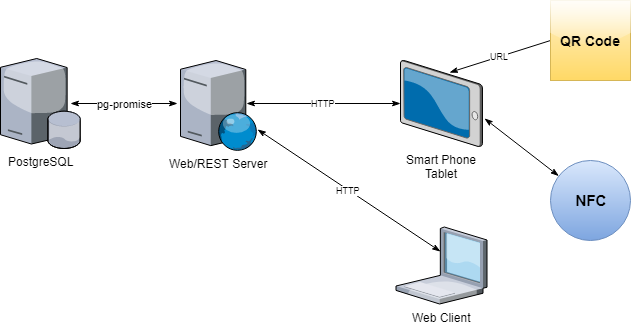 QR Code
URL
pg-promise
HTTP
PostgreSQL
Web/REST Server
Smart Phone
Tablet
HTTP
NFC
Web Client